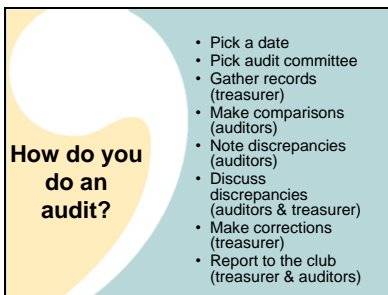 How do you
do an
audit?
• Pick a date
• Pick audit committee
• Gather records
(treasurer)
• Make comparisons
(auditors)
• Note discrepancies
(auditors)
• Discuss
discrepancies
(auditors & treasurer)
• Make corrections
(treasurer)
• Report to the club
(treasurer & auditors)